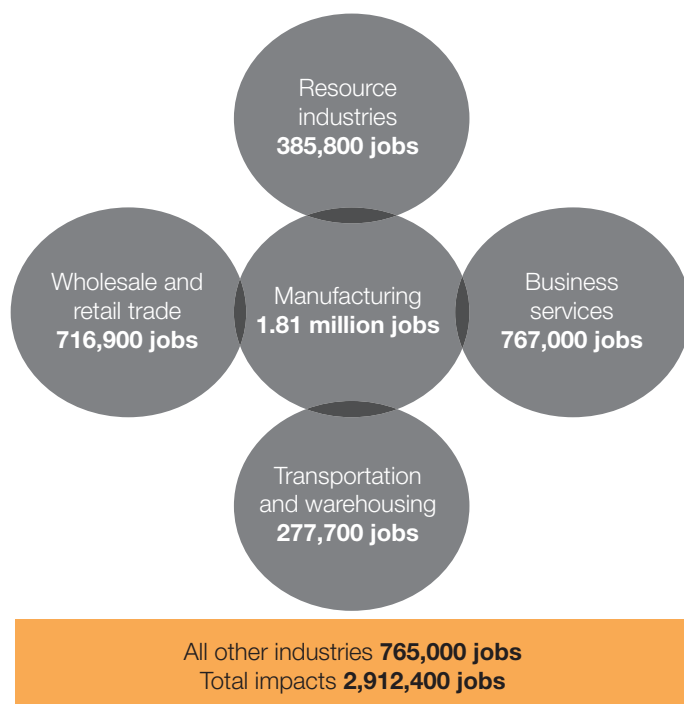 Resource
industries
385,800 jobs
Wholesale and
retail trade
716,900 jobs
Manufacturing
1.81 million jobs
Business
services
767,000 jobs
Transportation
and warehousing
277,700 jobs
All other industries 765,000 jobs
Total impacts 2,912,400 jobs